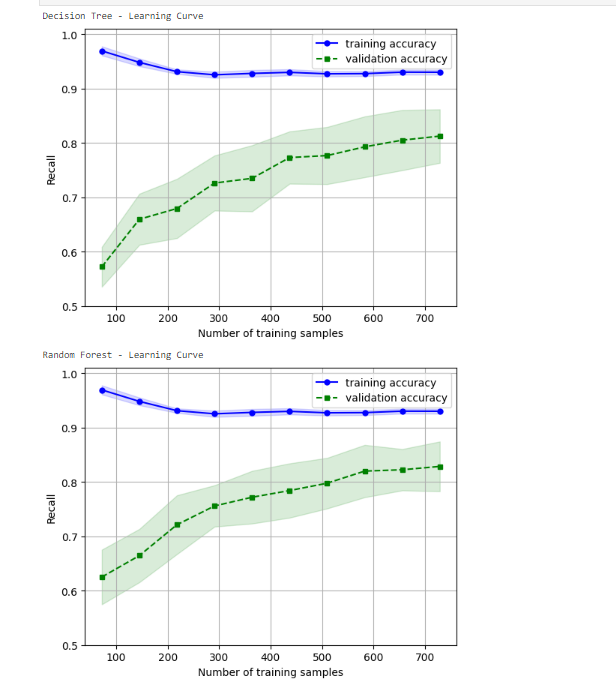 Decision Tree - Learning Curve
1.0
training accuracy
validation accuracy
0.9
0.8
Recall
0.7
0.6
0.5
100 200 300 400 500 600 700
Number of training samples
Random Forest - Learning Curve
1.0
training accuracy
validation accuracy
0.9
0.8
Recall
0.7
0.6
0.5
100 200 300 400 500 600 700
Number of training samples